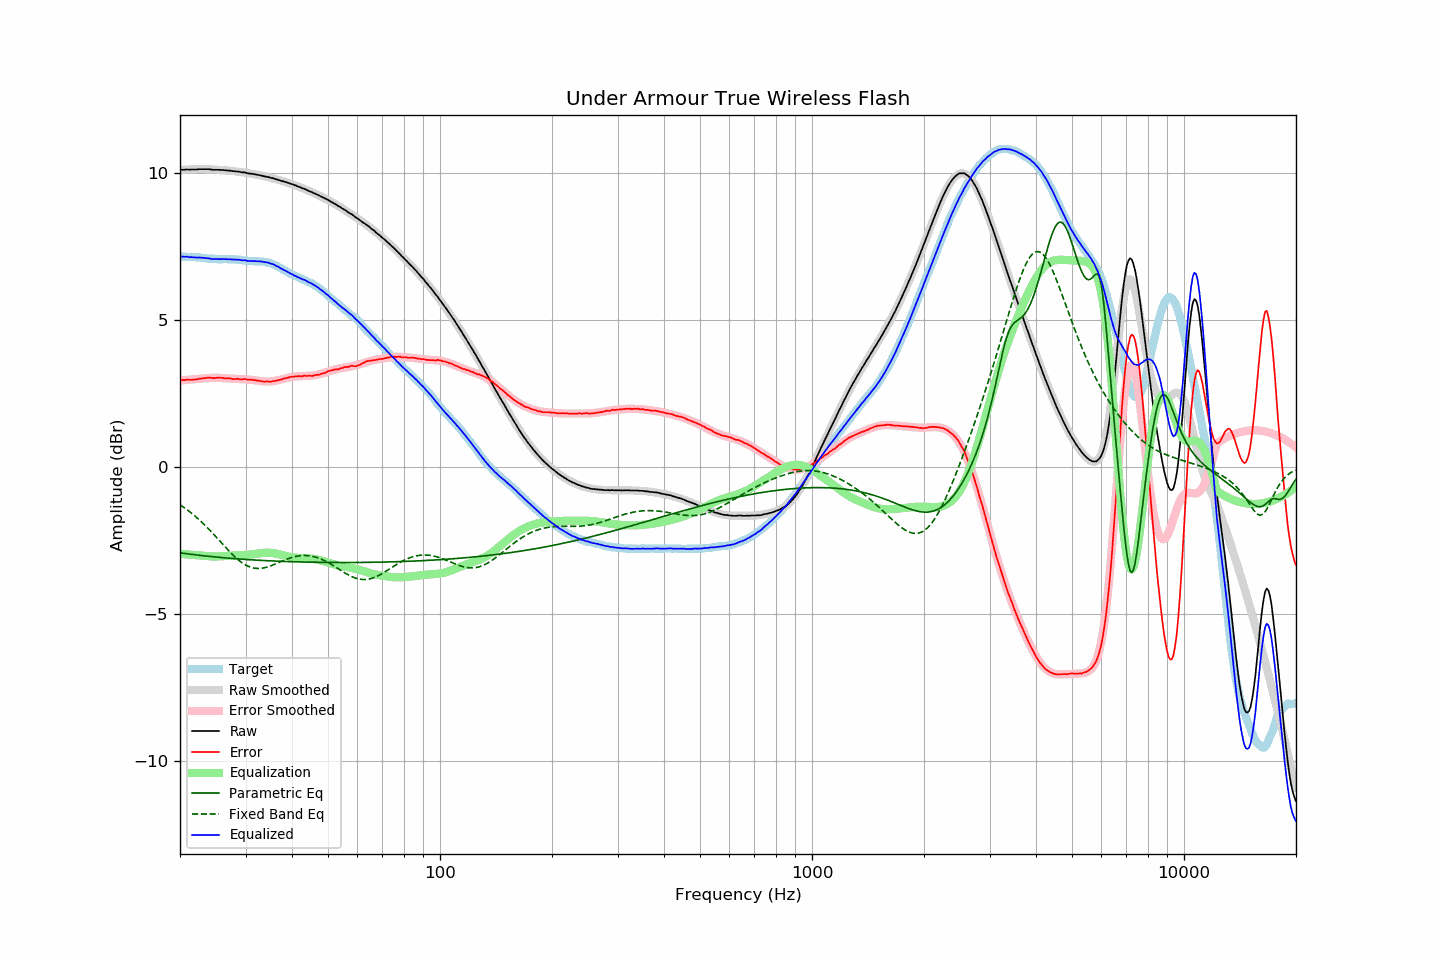 Under Armour True Wireless Flash
Amplitude (dBr)
10
5
0
−5
−10
Target
Raw Smoothed
Error Smoothed
Raw
Error
Equalization
Parametric Eq
Fixed Band Eq
Equalized
100
1000
10000
Frequency (Hz)